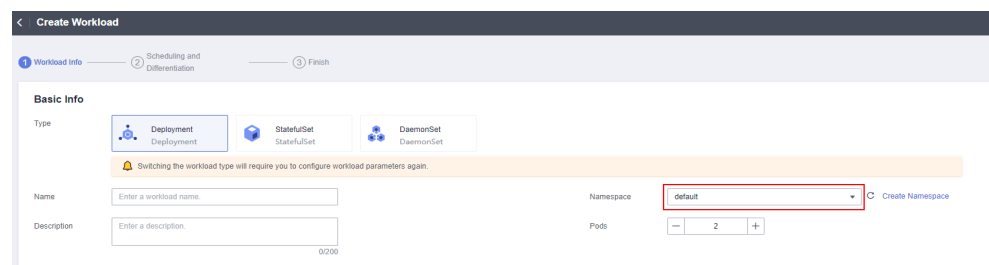 Create Workload
1 Workload Info
2 Scheduling and
Differentiation
3 Finish
Basic Info
Type
Deployment
Deployment
StatefulSet
StatefulSet
DaemonSet
DaemonSet
Switching the workload type will require you to configure workload parameters again.
Name
Enter a workload name.
Namespace
default
Create Namespace
Description
Enter a description.
0/200
Pods
2